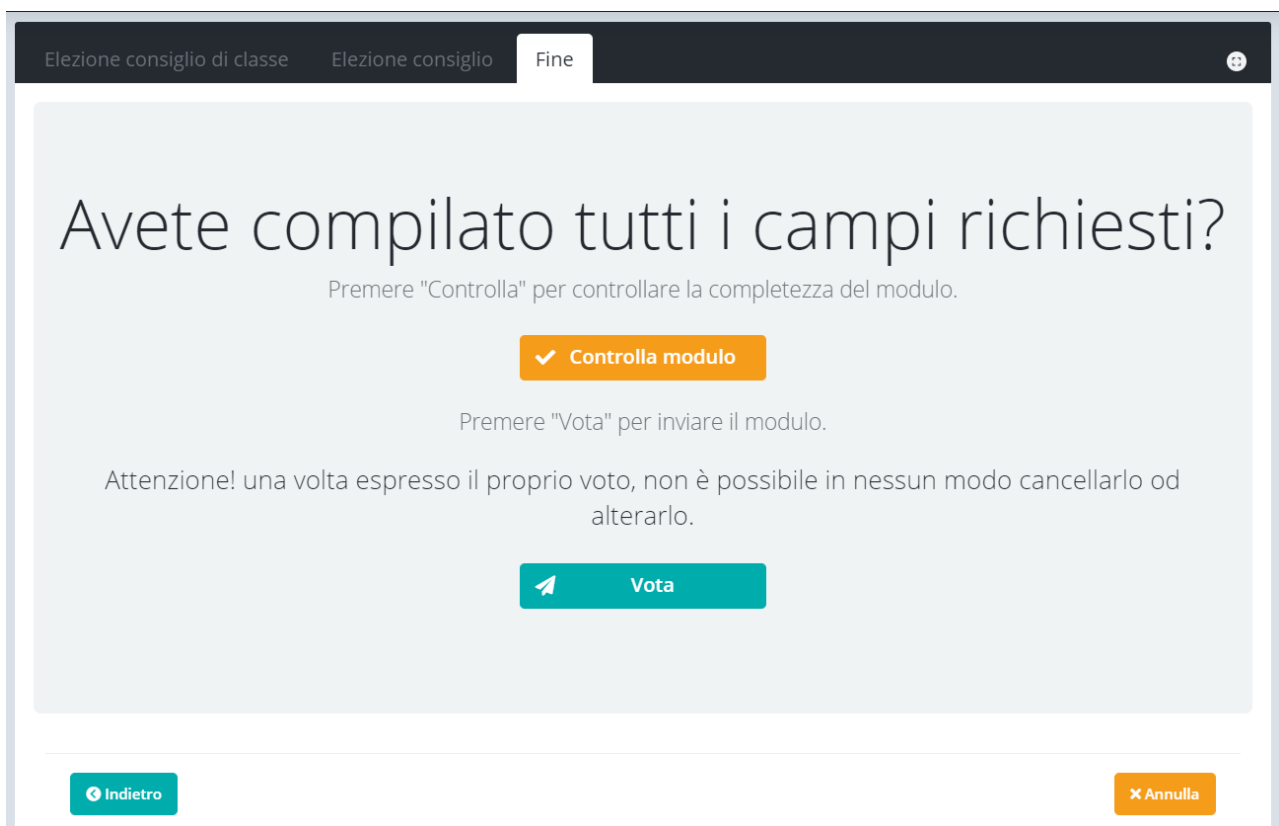 Elezione consiglio di classe Elezione consiglio Fine
Avete compilato tutti i campi richiesti?
Premere "Controlla" per controllare la completezza del modulo.
Controlla modulo
Premere "Vota" per inviare il modulo.
Attenzione! una volta espresso il proprio voto, non è possibile in nessun modo cancellarlo od
alterarlo.
Vota
Indietro Annulla